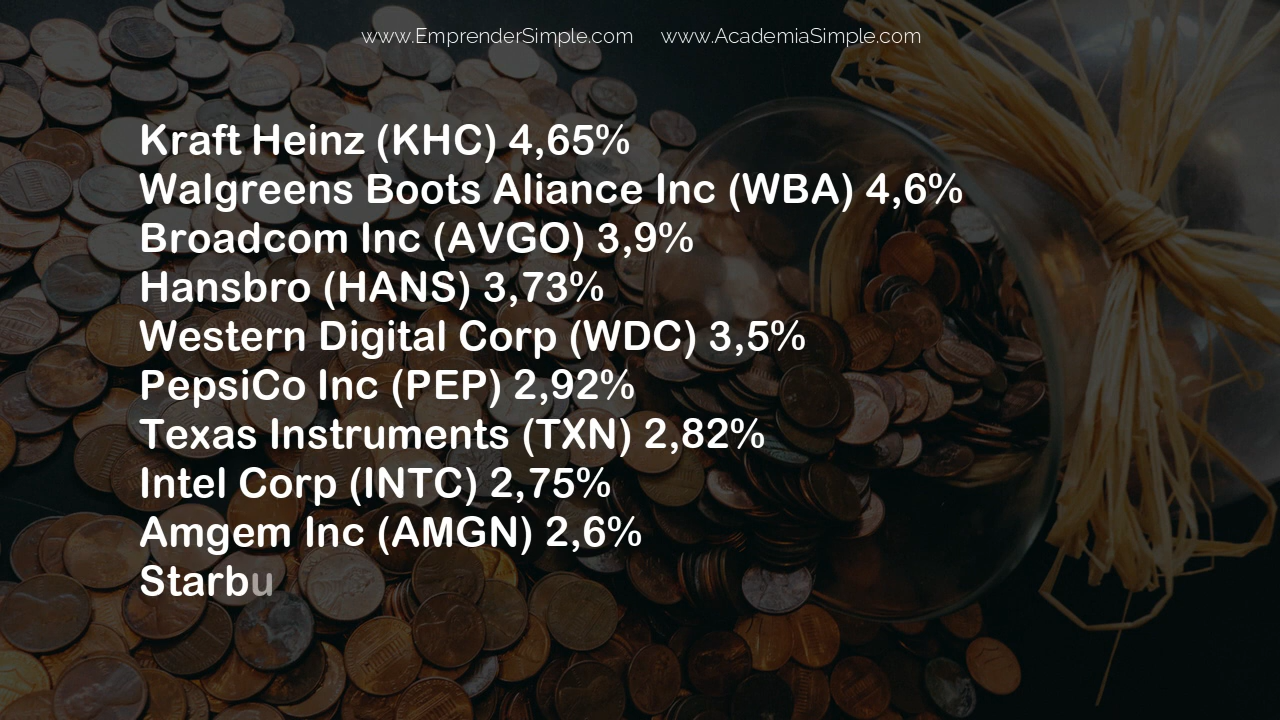 www.EmprenderSimple.com www.AcademiaSimple.com
Kraft Heinz (KHC) 4,65%
Walgreens Boots Aliance Inc (WBA) 4,6%
Broadcom Inc (AVGO) 3,9%
Hansbro (HANS) 3,73%
Western Digital Corp (WDC) 3,5%
PepsiCo Inc (PEP) 2,92%
Texas Instruments (TXN) 2,82%
Intel Corp (INTC) 2,75%
Amgem Inc (AMGN) 2,6%
Starbu